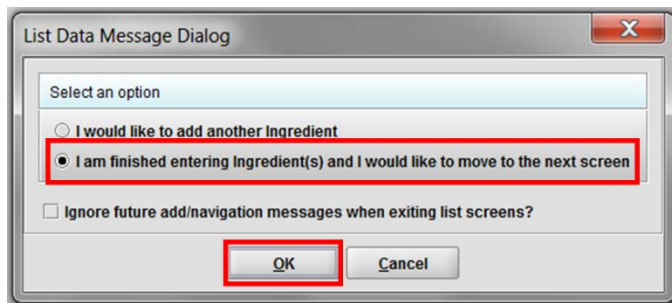 List Data Message Dialog
X
Select an option
I would like to add another Ingredient
I am finished entering Ingredient(s) and I would like to move to the next screen
Ignore future add/navigation messages when exiting list screens?
OK
Cancel